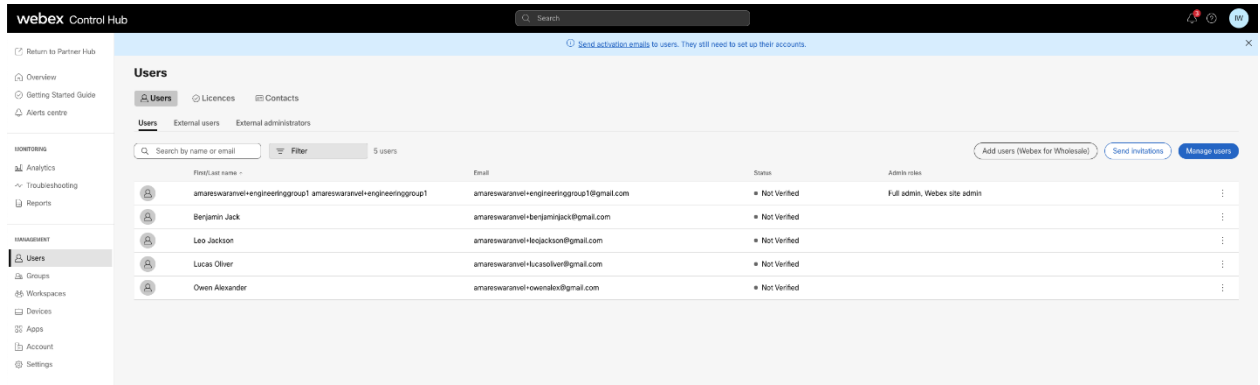 webex Control Hub
Search
3
IW
Return to Partner Hub
Overview
Getting Started Guide
Alerts centre
MONITORING
Analytics
Troubleshooting
Reports
MANAGEMENT
Users
Groups
Workspaces
Devices
Apps
Account
Settings
Send activation emails to users. They still need to set up their accounts.
Users
Users Licences Contacts
Users External users External administrators
Search by name or email Filter 5 users Add users (Webex for Wholesale) Send invitations Manage users
First/Last name Email Status Admin roles
amareswaranvel+engineeringgroup1 amareswaranvel+engineeringgroup1 amareswaranvel+engineeringgroup1@gmail.com Not Verified Full admin, Webex site admin
Benjamin Jack amareswaranvel+benjaminjack@gmail.com Not Verified
Leo Jackson amareswaranvel+leojackson@gmail.com Not Verified
Lucas Oliver amareswaranvel+lucasoliver@gmail.com Not Verified
Owen Alexander amareswaranvel+owenalex@gmail.com Not Verified